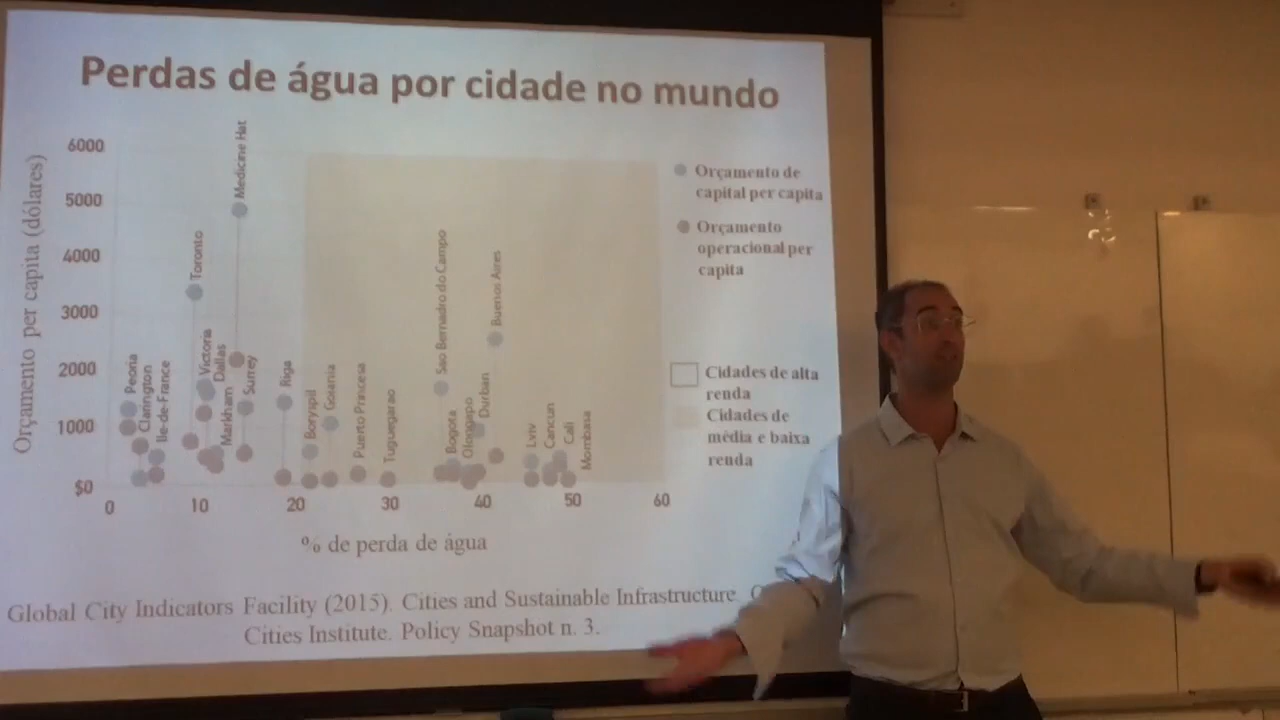 Perdas de água por cidade no mundo
Orçamento per capita (dólares)
6000
5000
4000
3000
2000
1000
$0
0
10
20
30
40
50
60
% de perda de água
Peoria
Clarington
Ile-de-France
Toronto
Victoria
Dallas
Markham
Medicine Hat
Surrey
Riga
Boryspil
Goiania
Puerto Princesa
Tuguegarao
Sao Bernadro do Campo
Bogota
Olongapo
Durban
Buenos Aires
Lviv
Cancun
Cali
Mombasa
Orçamento de
capital per capita
Orçamento
operacional per
capita
Cidades de alta
renda
Cidades de
média e baixa
renda
Global City Indicators Facility (2015). Cities and Sustainable Infrastructure.
Cities Institute. Policy Snapshot n. 3.